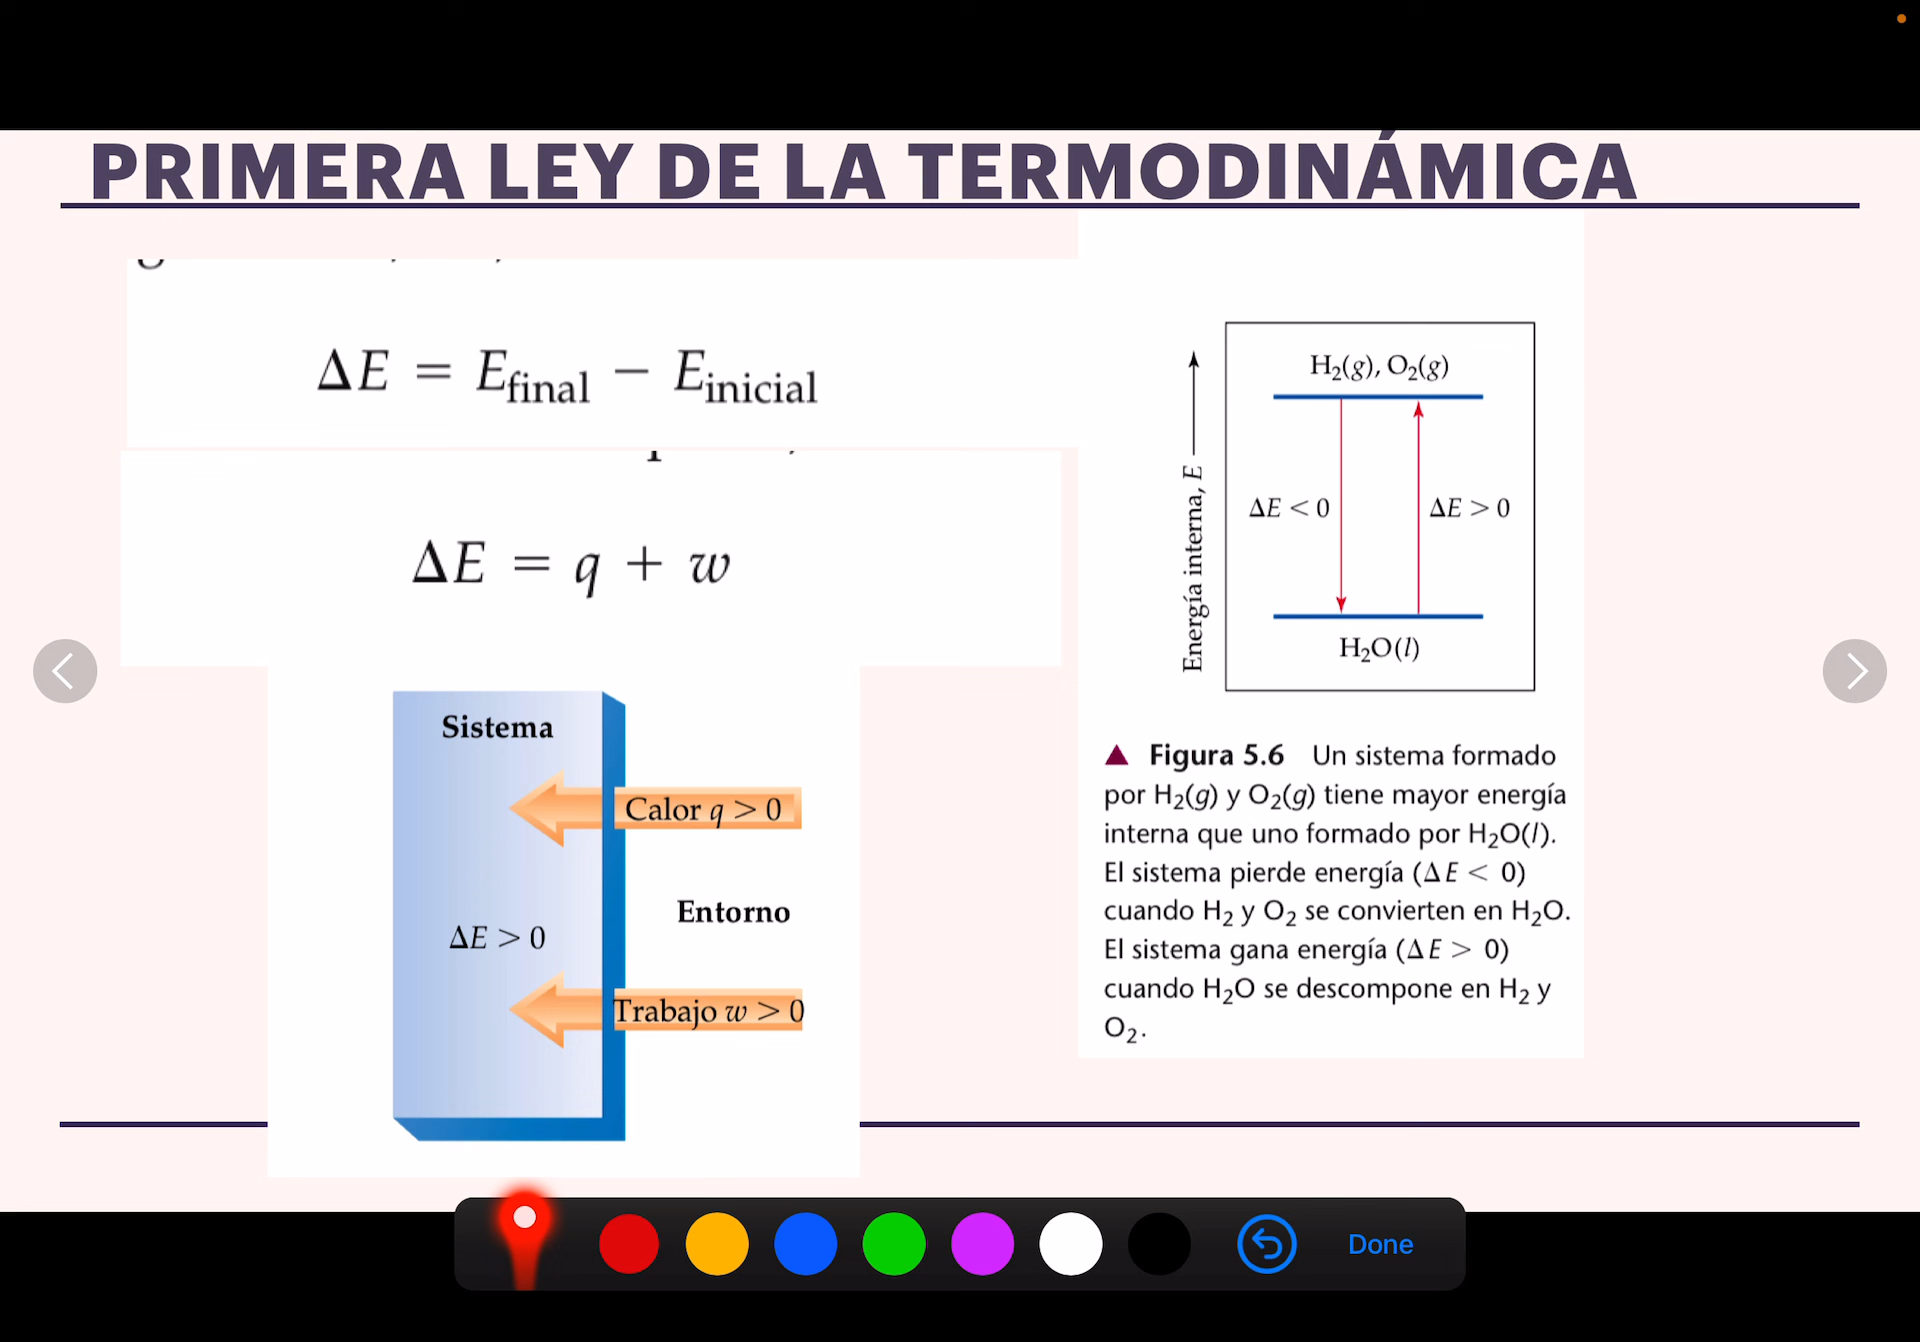 PRIMERA LEY DE LA TERMODINÁMICA
ΔE = Efinal − Einicial
ΔE = q + w
Sistema
Calor q > 0
Entorno
ΔE > 0
Trabajo w > 0
Energía interna, E
H₂(g), O₂(g)
ΔE < 0
ΔE > 0
H₂O(l)
▲ Figura 5.6 Un sistema formado
por H₂(g) y O₂(g) tiene mayor energía
interna que uno formado por H₂O(l).
El sistema pierde energía (ΔE < 0)
cuando H₂ y O₂ se convierten en H₂O.
El sistema gana energía (ΔE > 0)
cuando H₂O se descompone en H₂ y
O₂.
Done